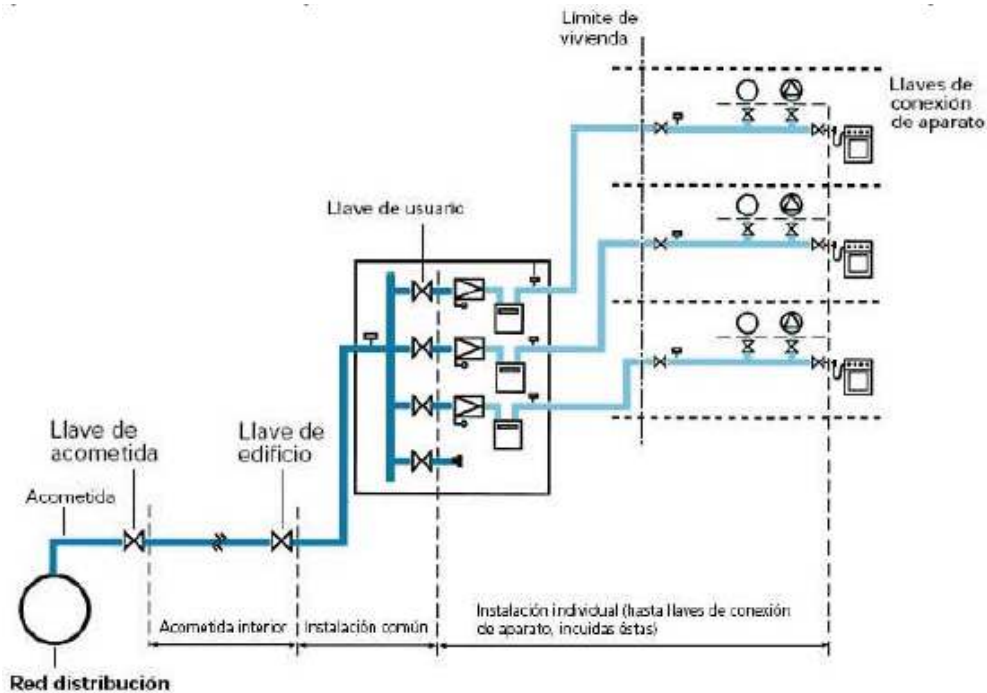 Límite de
vivienda
Llaves de
conexión
de aparato
Llave de usuario
Llave de
acometida
Llave de
edificio
Acometida
Acometida interior
Instalación común
Instalación individual (hasta llaves de conexión
de aparato, incuidas éstas)
Red distribución